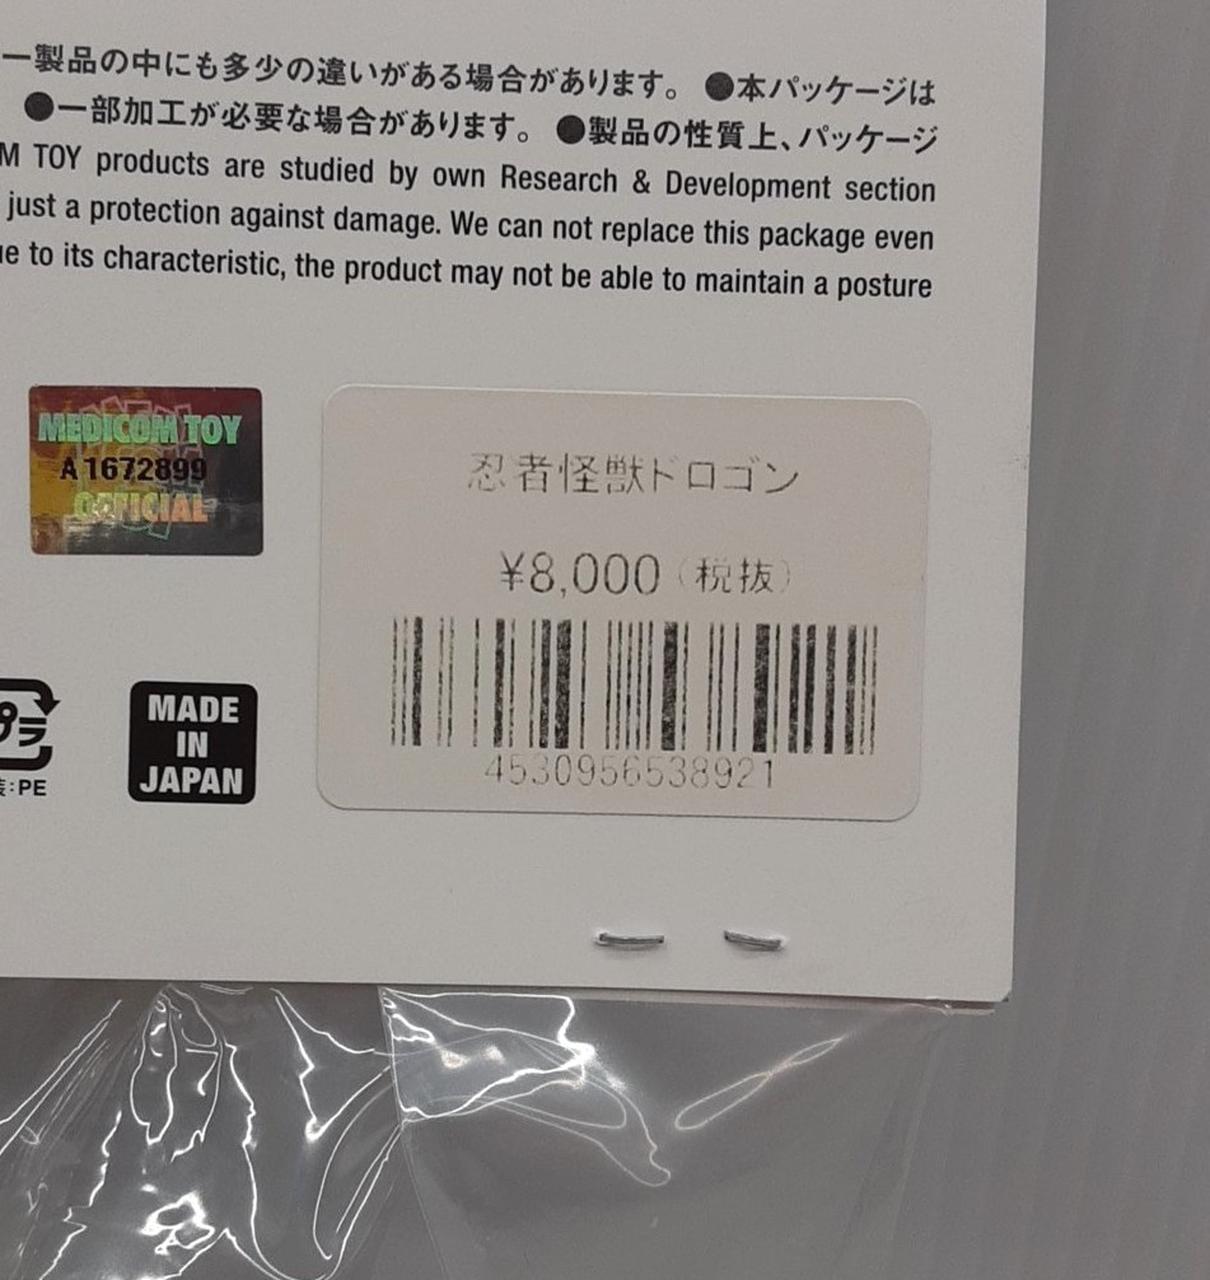 一製品の中にも多少の違いがある場合があります。 ●本パッケージは
●一部加工が必要な場合があります。 ●製品の性質上、パッケージ
M TOY products are studied by own Research & Development section
just a protection against damage. We can not replace this package even
ue to its characteristic, the product may not be able to maintain a posture
MEDICOM TOY
A1672899
OFFICIAL
忍者怪獣ドロゴン
¥8,000（税抜）
4530956538921
プラ
装:PE
MADE
IN
JAPAN